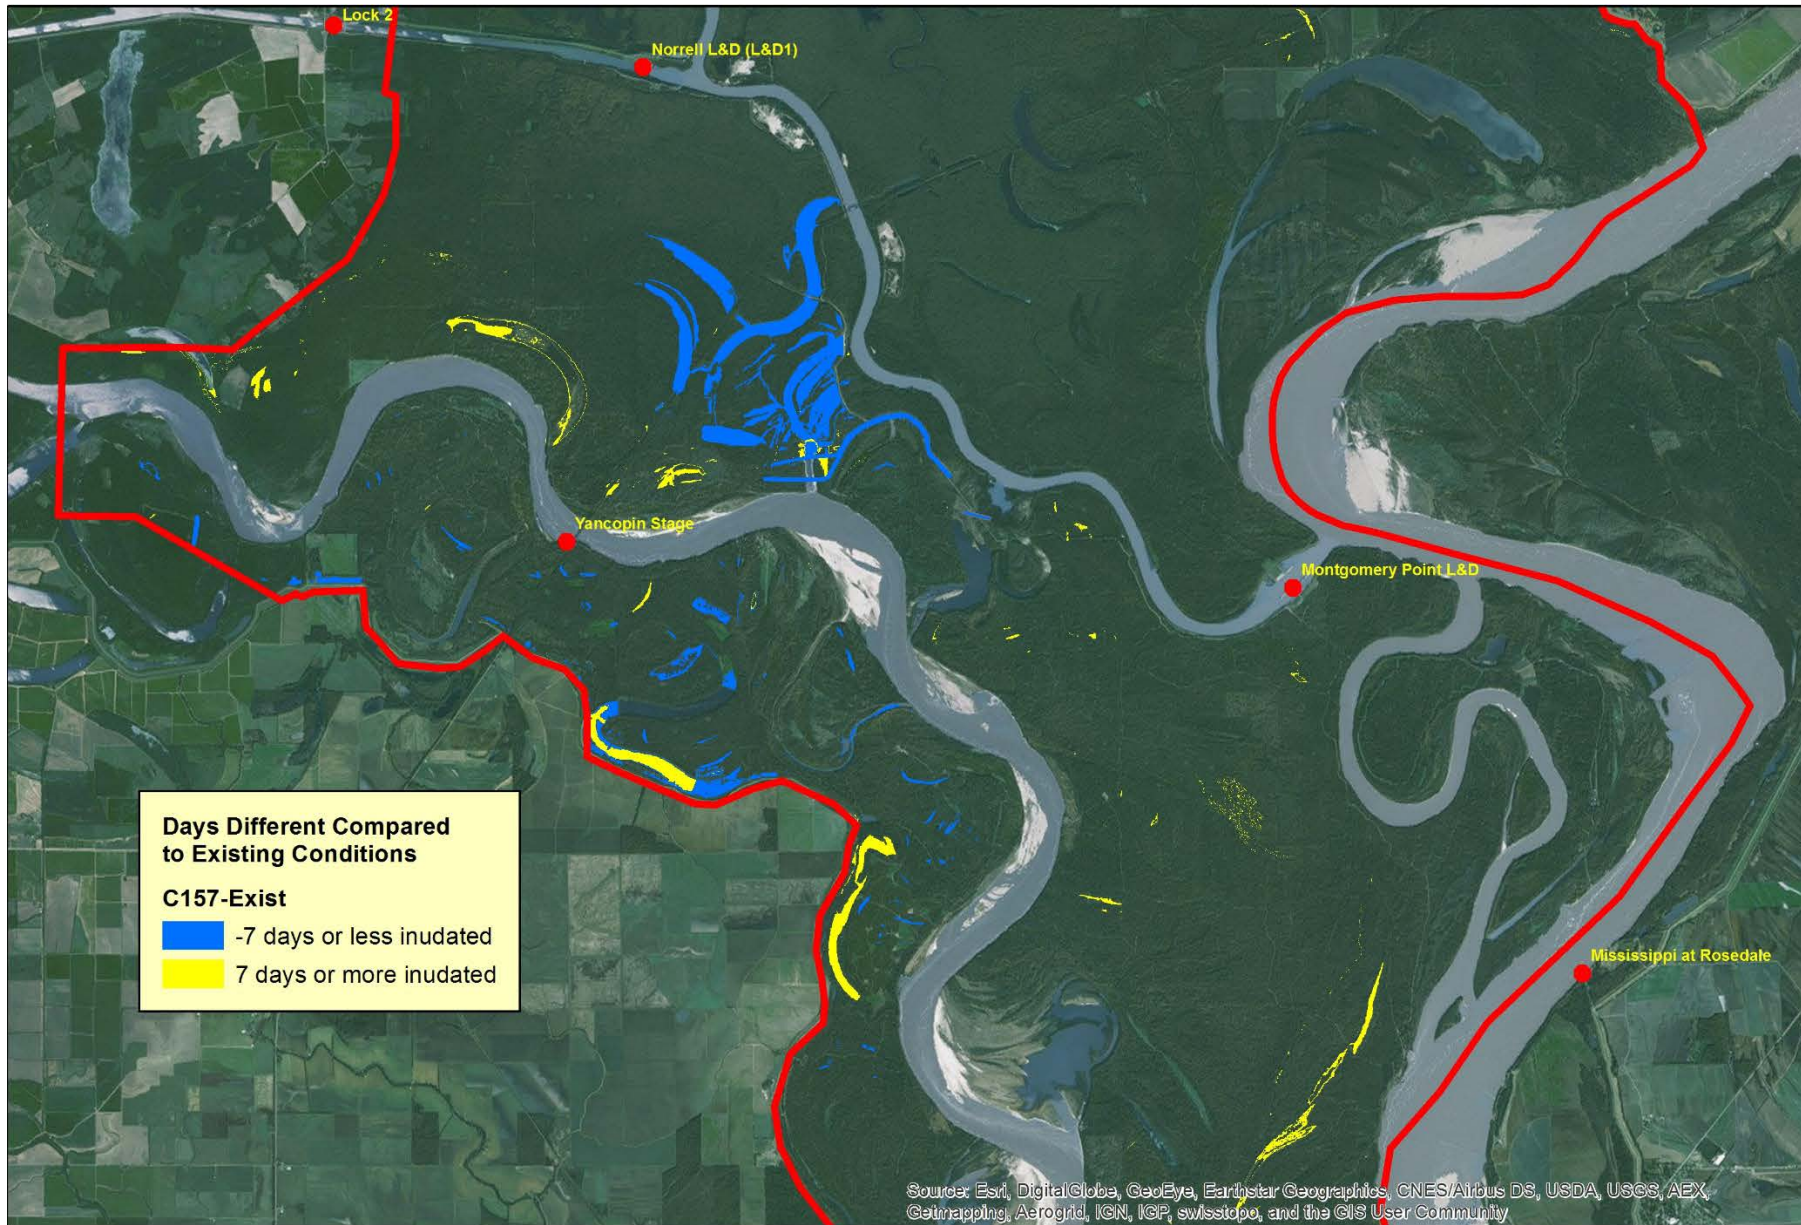 Lock 2
Norrell L&D (L&D1)
Yancopin Stage
Montgomery Point L&D
Mississippi at Rosedale
Days Different Compared
to Existing Conditions
C157-Exist
-7 days or less inudated
7 days or more inudated
Source: Esri, DigitalGlobe, GeoEye, Earthstar Geographics, CNES/Airbus DS, USDA, USGS, AEX,
Getmapping, Aerogrid, IGN, IGP, swisstopo, and the GIS User Community